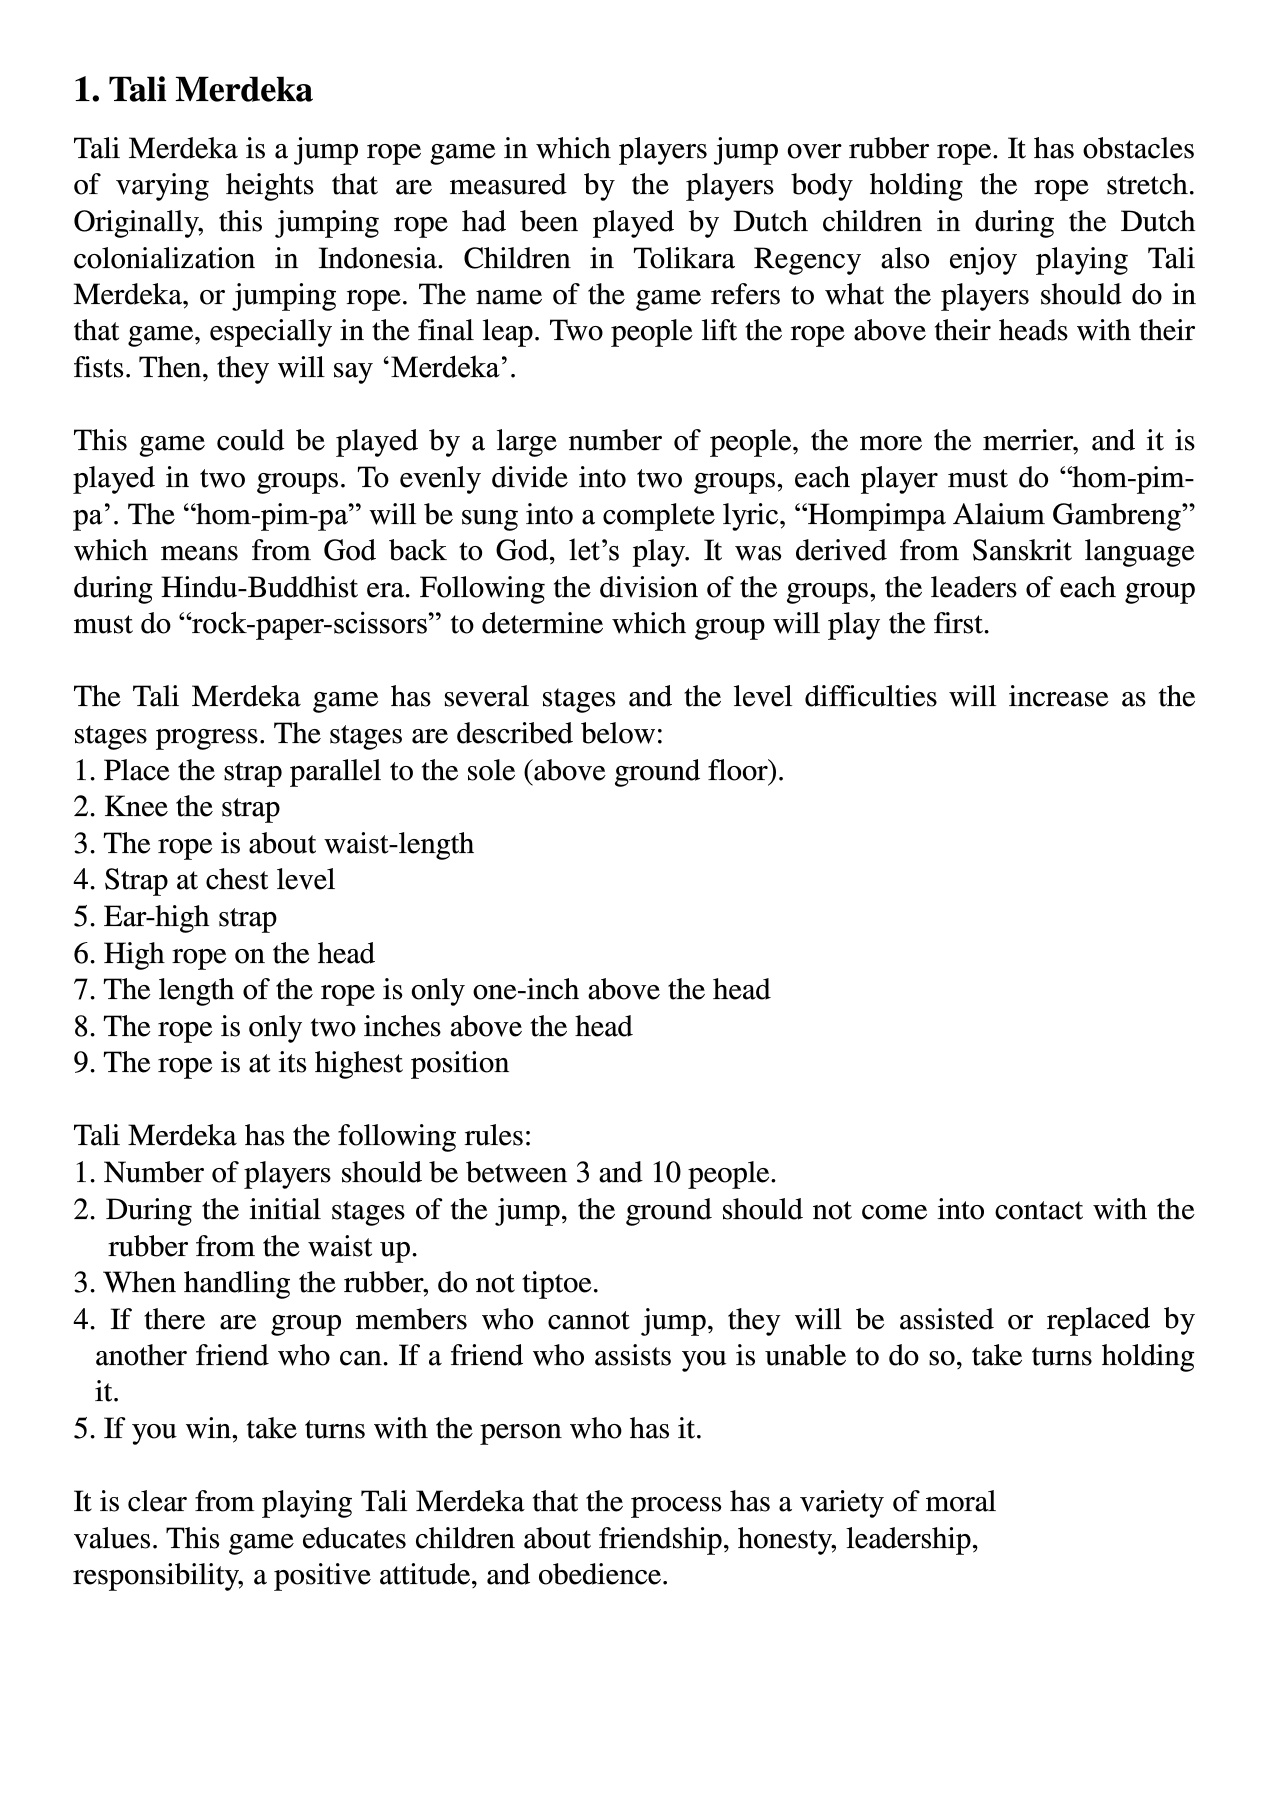 1. Tali Merdeka
Tali Merdeka is a jump rope game in which players jump over rubber rope. It has obstacles
of varying heights that are measured by the players body holding the rope stretch.
Originally, this jumping rope had been played by Dutch children in during the Dutch
colonialization in Indonesia. Children in Tolikara Regency also enjoy playing Tali
Merdeka, or jumping rope. The name of the game refers to what the players should do in
that game, especially in the final leap. Two people lift the rope above their heads with their
fists. Then, they will say ‘Merdeka’.
This game could be played by a large number of people, the more the merrier, and it is
played in two groups. To evenly divide into two groups, each player must do “hom-pim-
pa’. The “hom-pim-pa” will be sung into a complete lyric, “Hompimpa Alaium Gambreng”
which means from God back to God, let’s play. It was derived from Sanskrit language
during Hindu-Buddhist era. Following the division of the groups, the leaders of each group
must do “rock-paper-scissors” to determine which group will play the first.
The Tali Merdeka game has several stages and the level difficulties will increase as the
stages progress. The stages are described below:
1. Place the strap parallel to the sole (above ground floor).
2. Knee the strap
3. The rope is about waist-length
4. Strap at chest level
5. Ear-high strap
6. High rope on the head
7. The length of the rope is only one-inch above the head
8. The rope is only two inches above the head
9. The rope is at its highest position
Tali Merdeka has the following rules:
1. Number of players should be between 3 and 10 people.
2. During the initial stages of the jump, the ground should not come into contact with the
rubber from the waist up.
3. When handling the rubber, do not tiptoe.
4. If there are group members who cannot jump, they will be assisted or replaced by
another friend who can. If a friend who assists you is unable to do so, take turns holding
it.
5. If you win, take turns with the person who has it.
It is clear from playing Tali Merdeka that the process has a variety of moral
values. This game educates children about friendship, honesty, leadership,
responsibility, a positive attitude, and obedience.